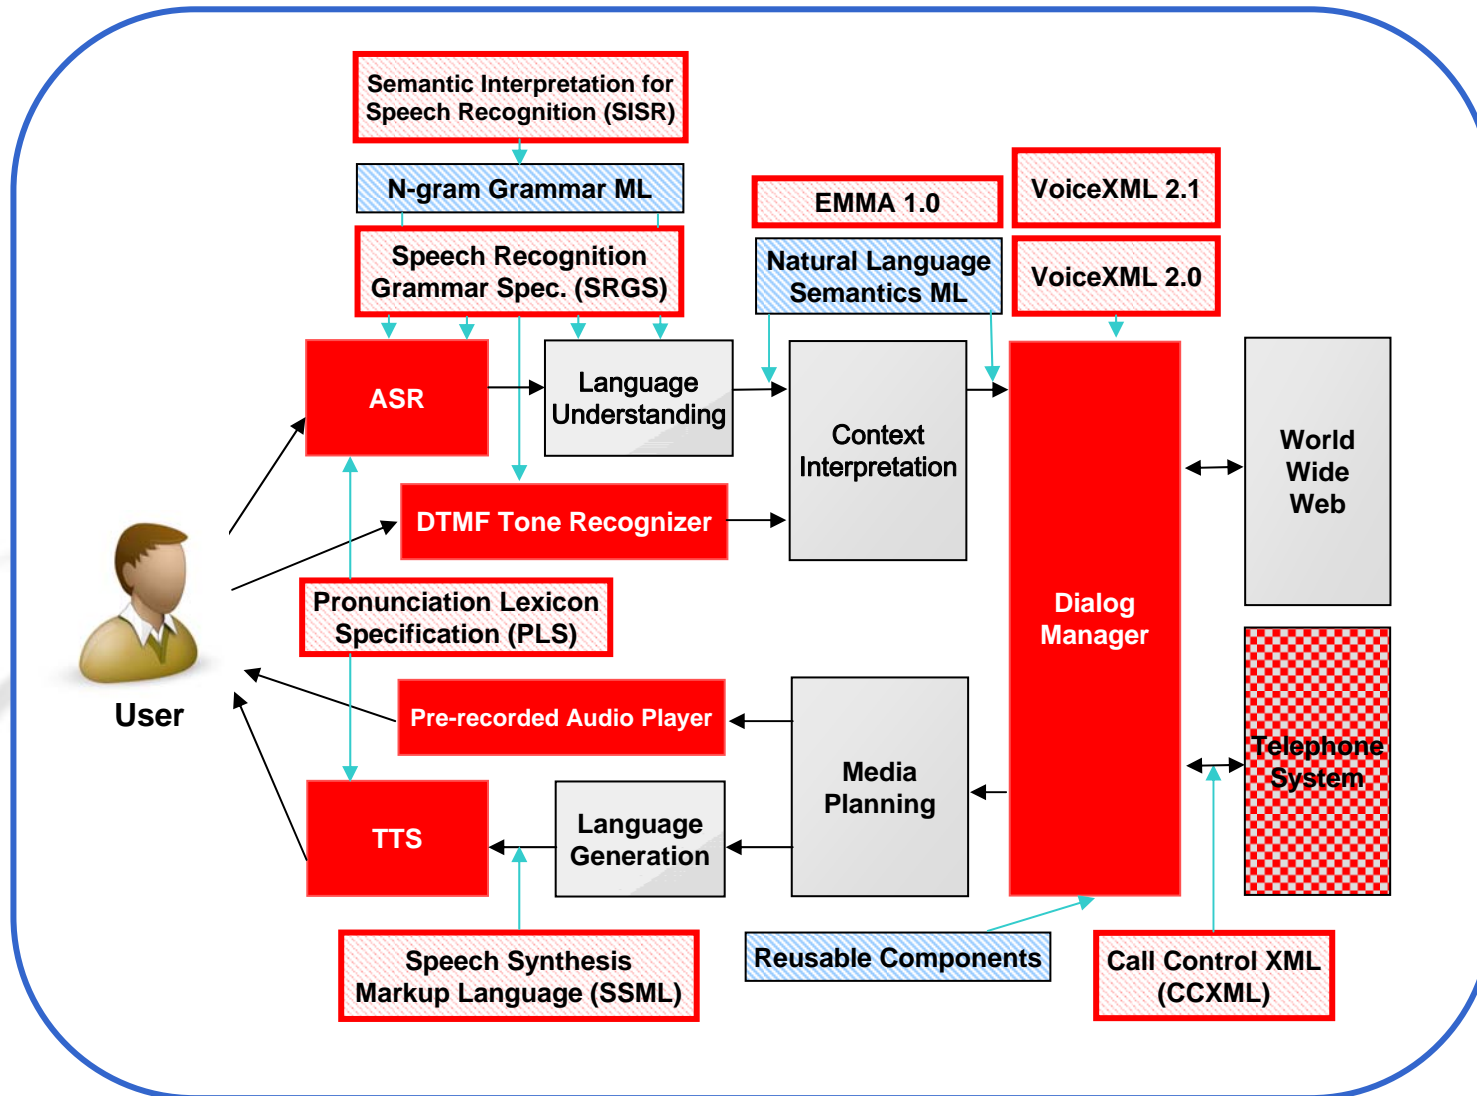 Semantic Interpretation for
Speech Recognition (SISR)
N-gram Grammar ML
Speech Recognition
Grammar Spec. (SRGS)
EMMA 1.0
Natural Language
Semantics ML
VoiceXML 2.1
VoiceXML 2.0
ASR
Language
Understanding
Context
Interpretation
DTMF Tone Recognizer
Dialog
Manager
World
Wide
Web
Pronunciation Lexicon
Specification (PLS)
User
Pre-recorded Audio Player
Media
Planning
Telephone
System
TTS
Language
Generation
Speech Synthesis
Markup Language (SSML)
Reusable Components
Call Control XML
(CCXML)